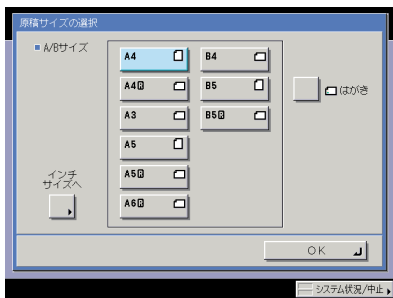 原稿サイズの選択
A/Bサイズ
A4
B4
A4R
B5
はがき
A3
B5R
A5
インチ
サイズへ
A5R
A6R
OK
システム状況/中止